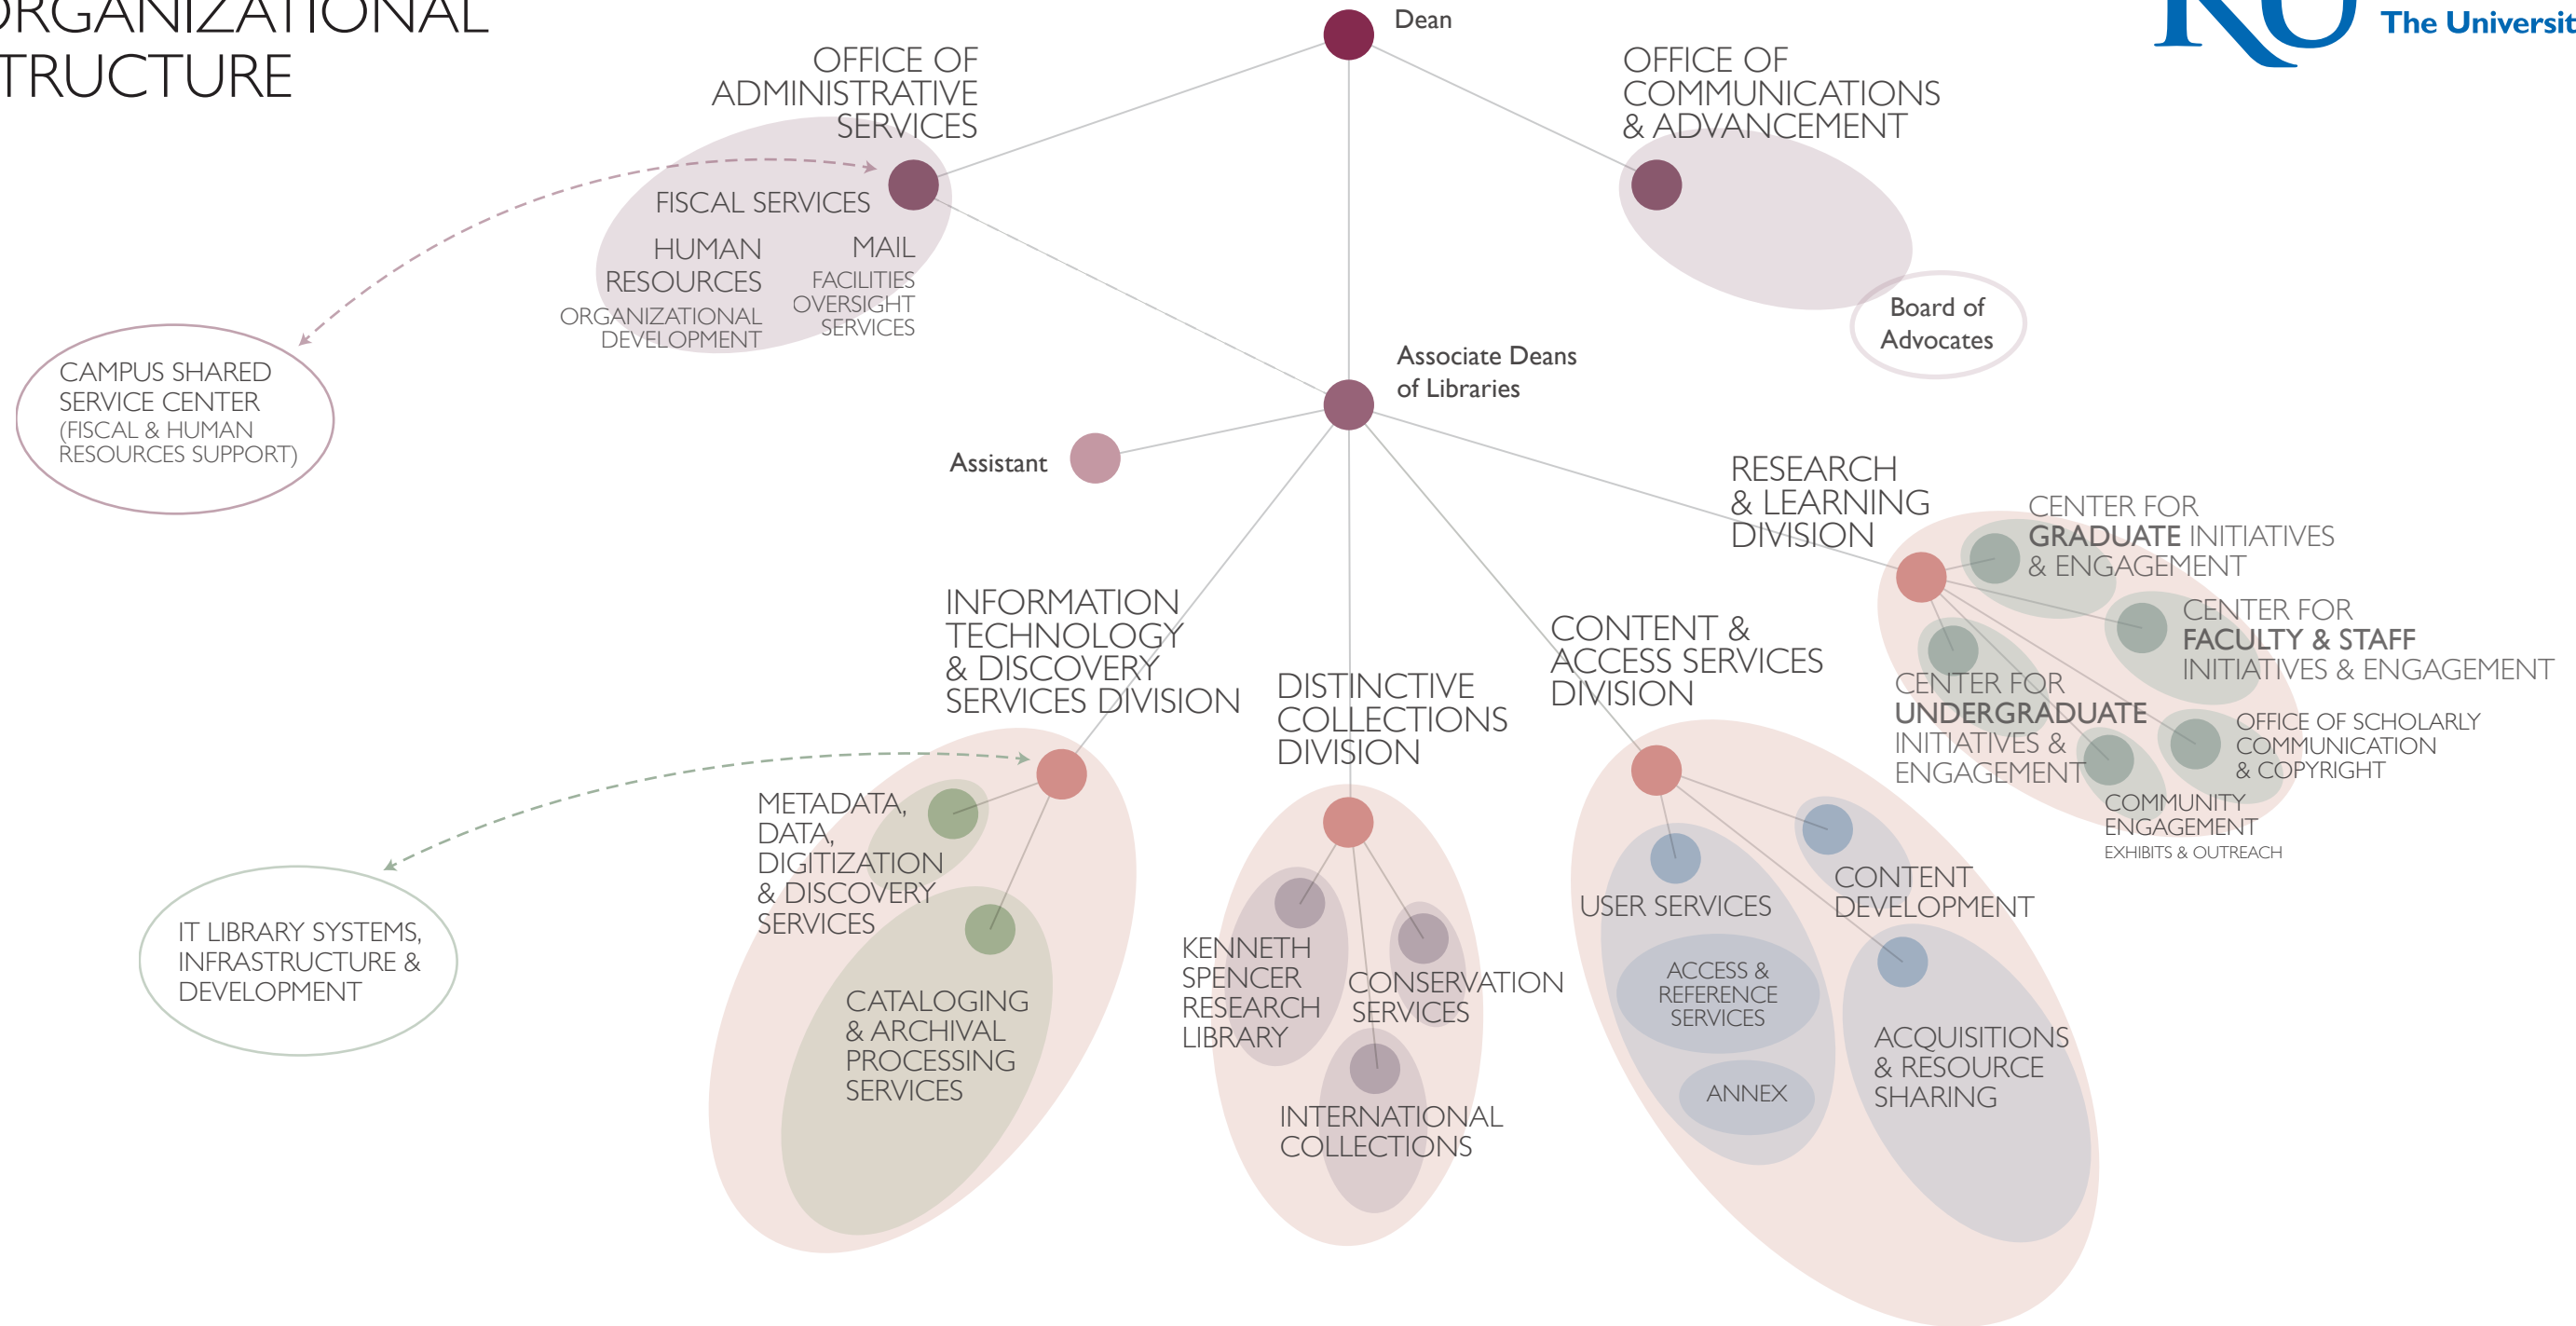 ORGANIZATIONAL
STRUCTURE
KU
The Universit
Dean
OFFICE OF
ADMINISTRATIVE
SERVICES
FISCAL SERVICES
HUMAN
RESOURCES
ORGANIZATIONAL
DEVELOPMENT
MAIL
FACILITIES
OVERSIGHT
SERVICES
OFFICE OF
COMMUNICATIONS
& ADVANCEMENT
Board of
Advocates
CAMPUS SHARED
SERVICE CENTER
(FISCAL & HUMAN
RESOURCES SUPPORT)
Associate Deans
of Libraries
Assistant
RESEARCH
& LEARNING
DIVISION
CENTER FOR
GRADUATE INITIATIVES
& ENGAGEMENT
CENTER FOR
FACULTY & STAFF
INITIATIVES & ENGAGEMENT
CENTER FOR
UNDERGRADUATE
INITIATIVES &
ENGAGEMENT
OFFICE OF SCHOLARLY
COMMUNICATION
& COPYRIGHT
COMMUNITY
ENGAGEMENT
EXHIBITS & OUTREACH
INFORMATION
TECHNOLOGY
& DISCOVERY
SERVICES DIVISION
METADATA,
DATA,
DIGITIZATION
& DISCOVERY
SERVICES
CATALOGING
& ARCHIVAL
PROCESSING
SERVICES
IT LIBRARY SYSTEMS,
INFRASTRUCTURE &
DEVELOPMENT
DISTINCTIVE
COLLECTIONS
DIVISION
KENNETH
SPENCER
RESEARCH
LIBRARY
CONSERVATION
SERVICES
INTERNATIONAL
COLLECTIONS
CONTENT &
ACCESS SERVICES
DIVISION
USER SERVICES
ACCESS &
REFERENCE
SERVICES
ANNEX
CONTENT
DEVELOPMENT
ACQUISITIONS
& RESOURCE
SHARING